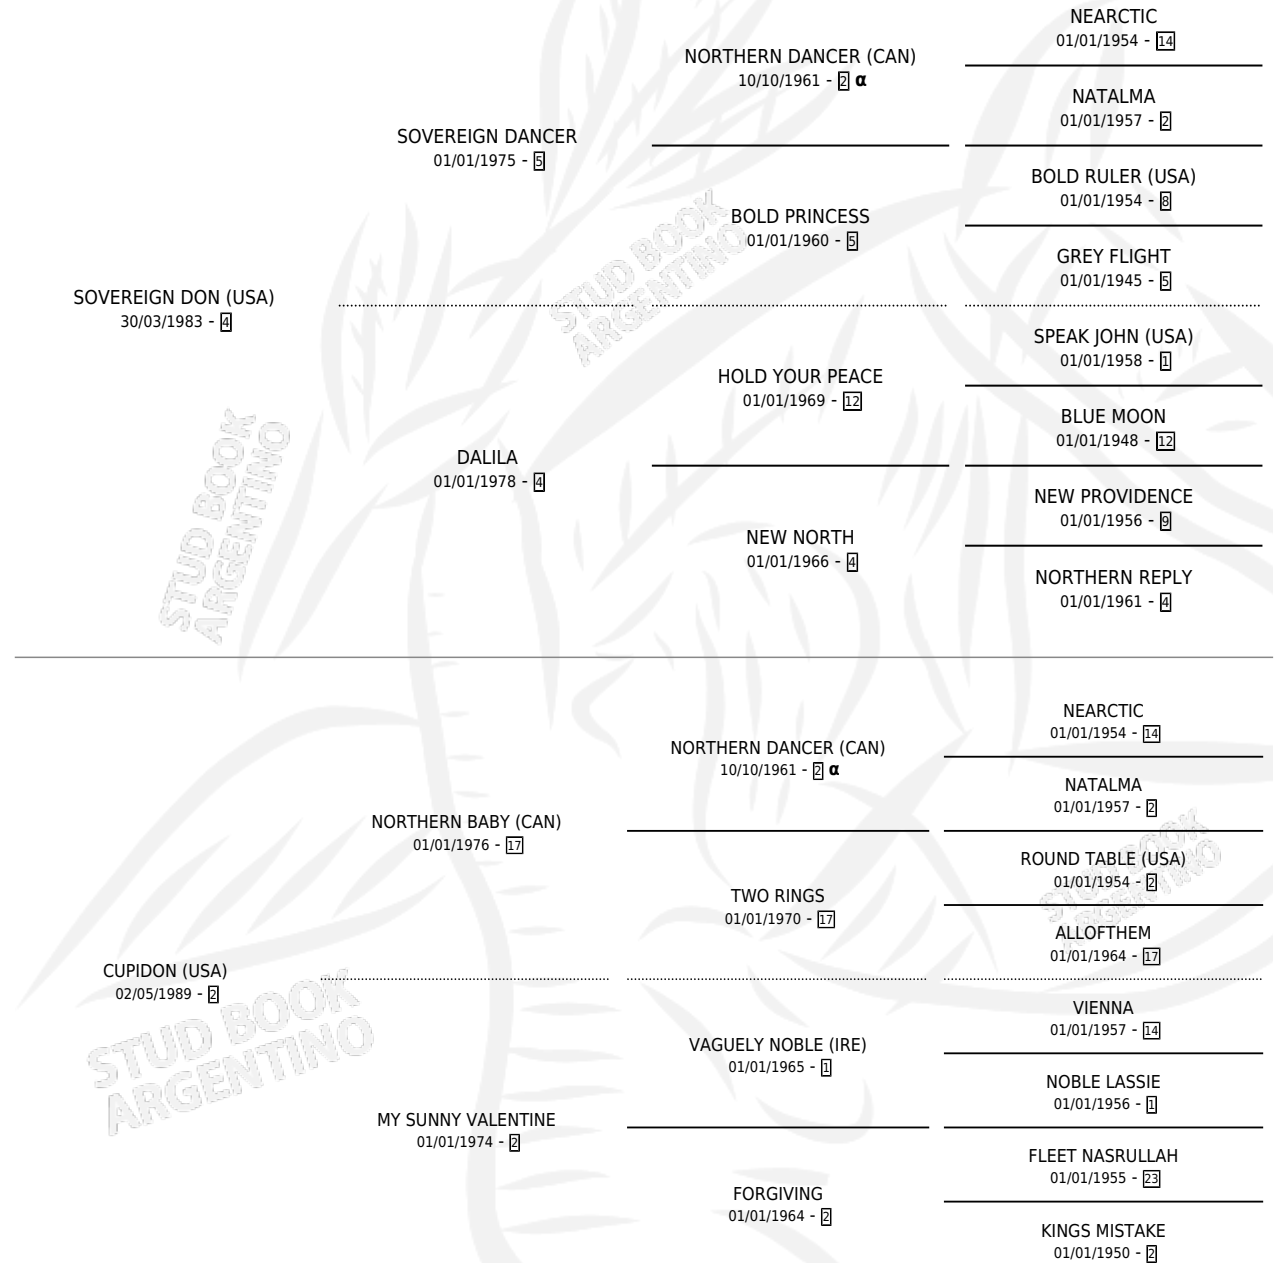 NEARCTIC
01/01/1954 - 14
NORTHERN DANCER (CAN)
10/10/1961 - 2 α
NATALMA
01/01/1957 - 2
SOVEREIGN DANCER
01/01/1975 - 5
BOLD RULER (USA)
01/01/1954 - 8
BOLD PRINCESS
01/01/1960 - 5
GREY FLIGHT
01/01/1945 - 5
SOVEREIGN DON (USA)
30/03/1983 - 4
STUD BOOK
ARGENTINO
SPEAK JOHN (USA)
01/01/1958 - 1
HOLD YOUR PEACE
01/01/1969 - 12
BLUE MOON
01/01/1948 - 12
DALILA
01/01/1978 - 4
NEW PROVIDENCE
01/01/1956 - 9
NEW NORTH
01/01/1966 - 4
NORTHERN REPLY
01/01/1961 - 4
STUD BOOK
ARGENTINO
NEARCTIC
01/01/1954 - 14
NORTHERN DANCER (CAN)
10/10/1961 - 2 α
NATALMA
01/01/1957 - 2
NORTHERN BABY (CAN)
01/01/1976 - 17
ROUND TABLE (USA)
01/01/1954 - 2
TWO RINGS
01/01/1970 - 17
ALLOFTHEM
01/01/1964 - 17
STUD BOOK
ARGENTINO
CUPIDON (USA)
02/05/1989 - 2
VIENNA
01/01/1957 - 14
VAGUELY NOBLE (IRE)
01/01/1965 - 1
NOBLE LASSIE
01/01/1956 - 1
STUD BOOK
ARGENTINO
MY SUNNY VALENTINE
01/01/1974 - 2
FLEET NASRULLAH
01/01/1955 - 23
FORGIVING
01/01/1964 - 2
KINGS MISTAKE
01/01/1950 - 2